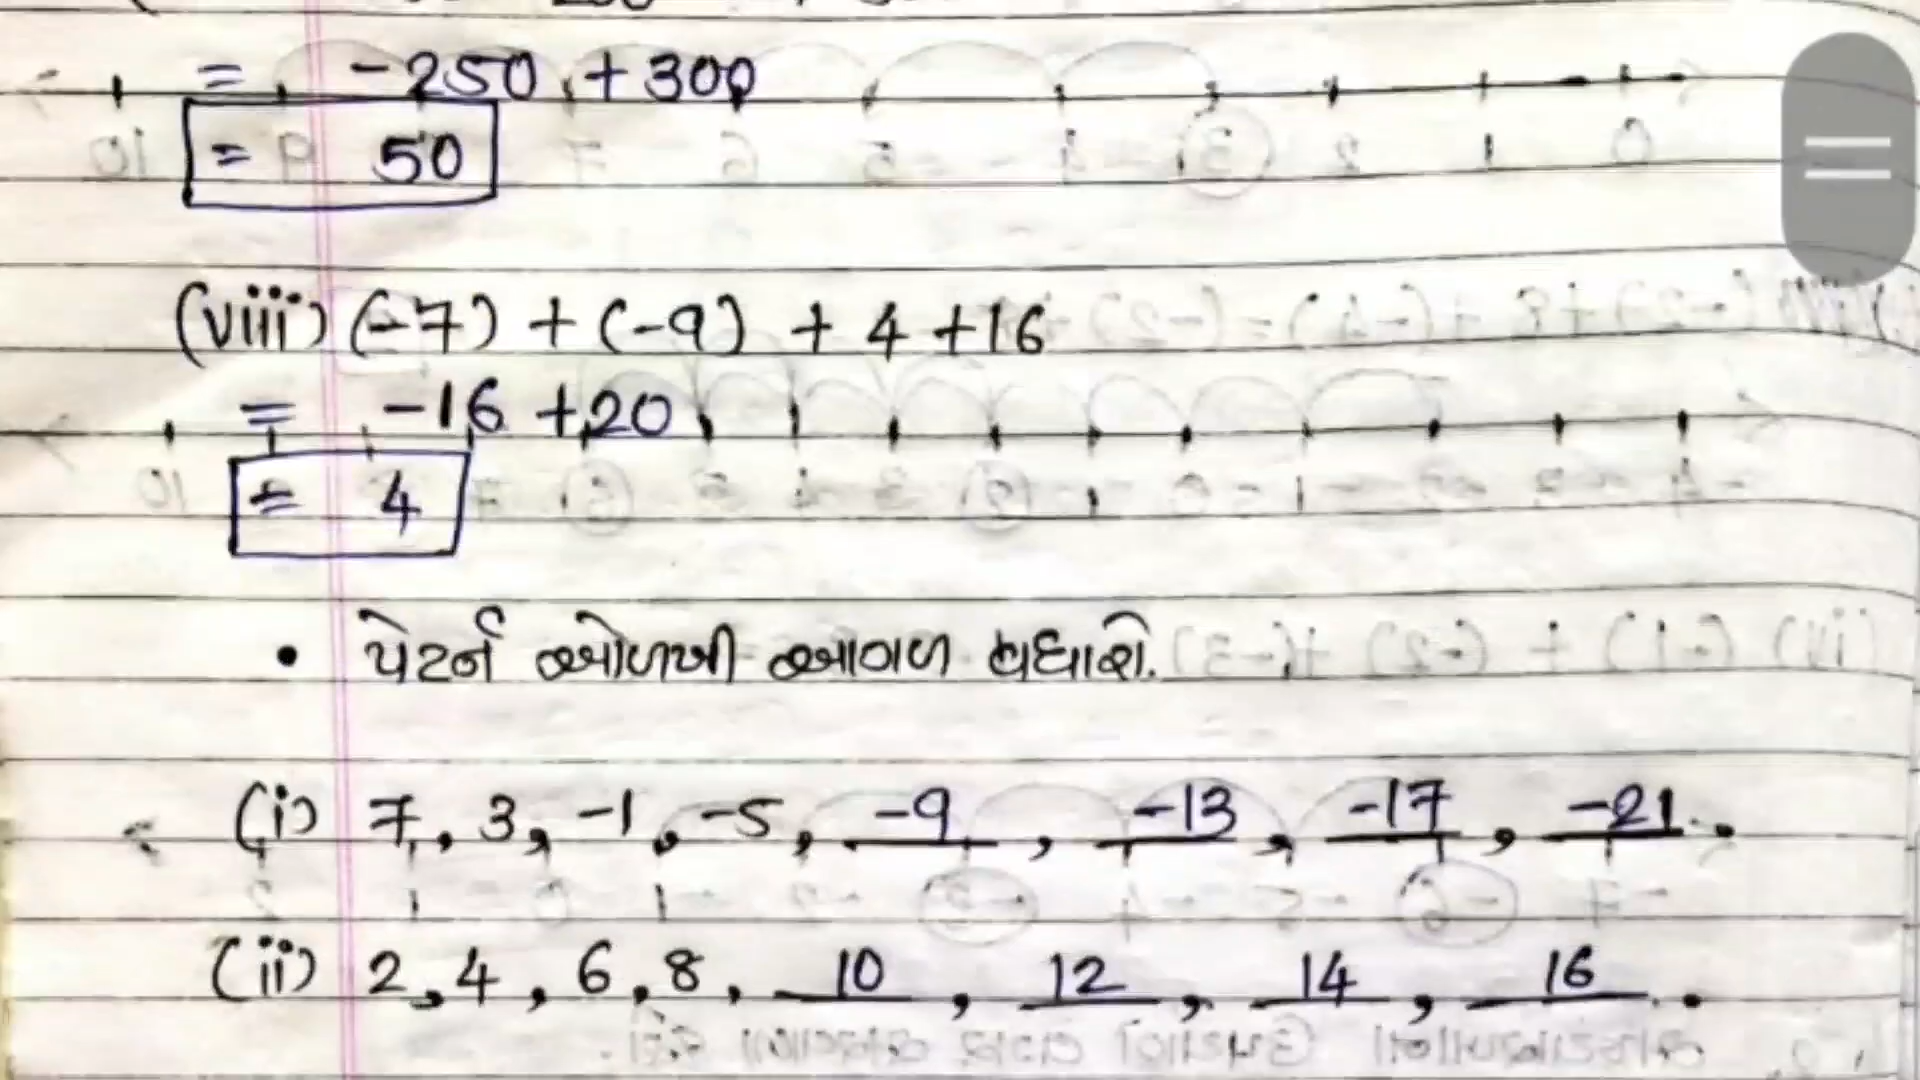 = -250 + 300
= 50
(viii) (-7) + (-9) + 4 + 16
= -16 + 20
= 4
• પેટર્ન ઓળખી આગળ વધારો.
(i) 7, 3, -1, -5, -9, -13, -17, -21.
(ii) 2, 4, 6, 8, 10, 12, 14, 16.